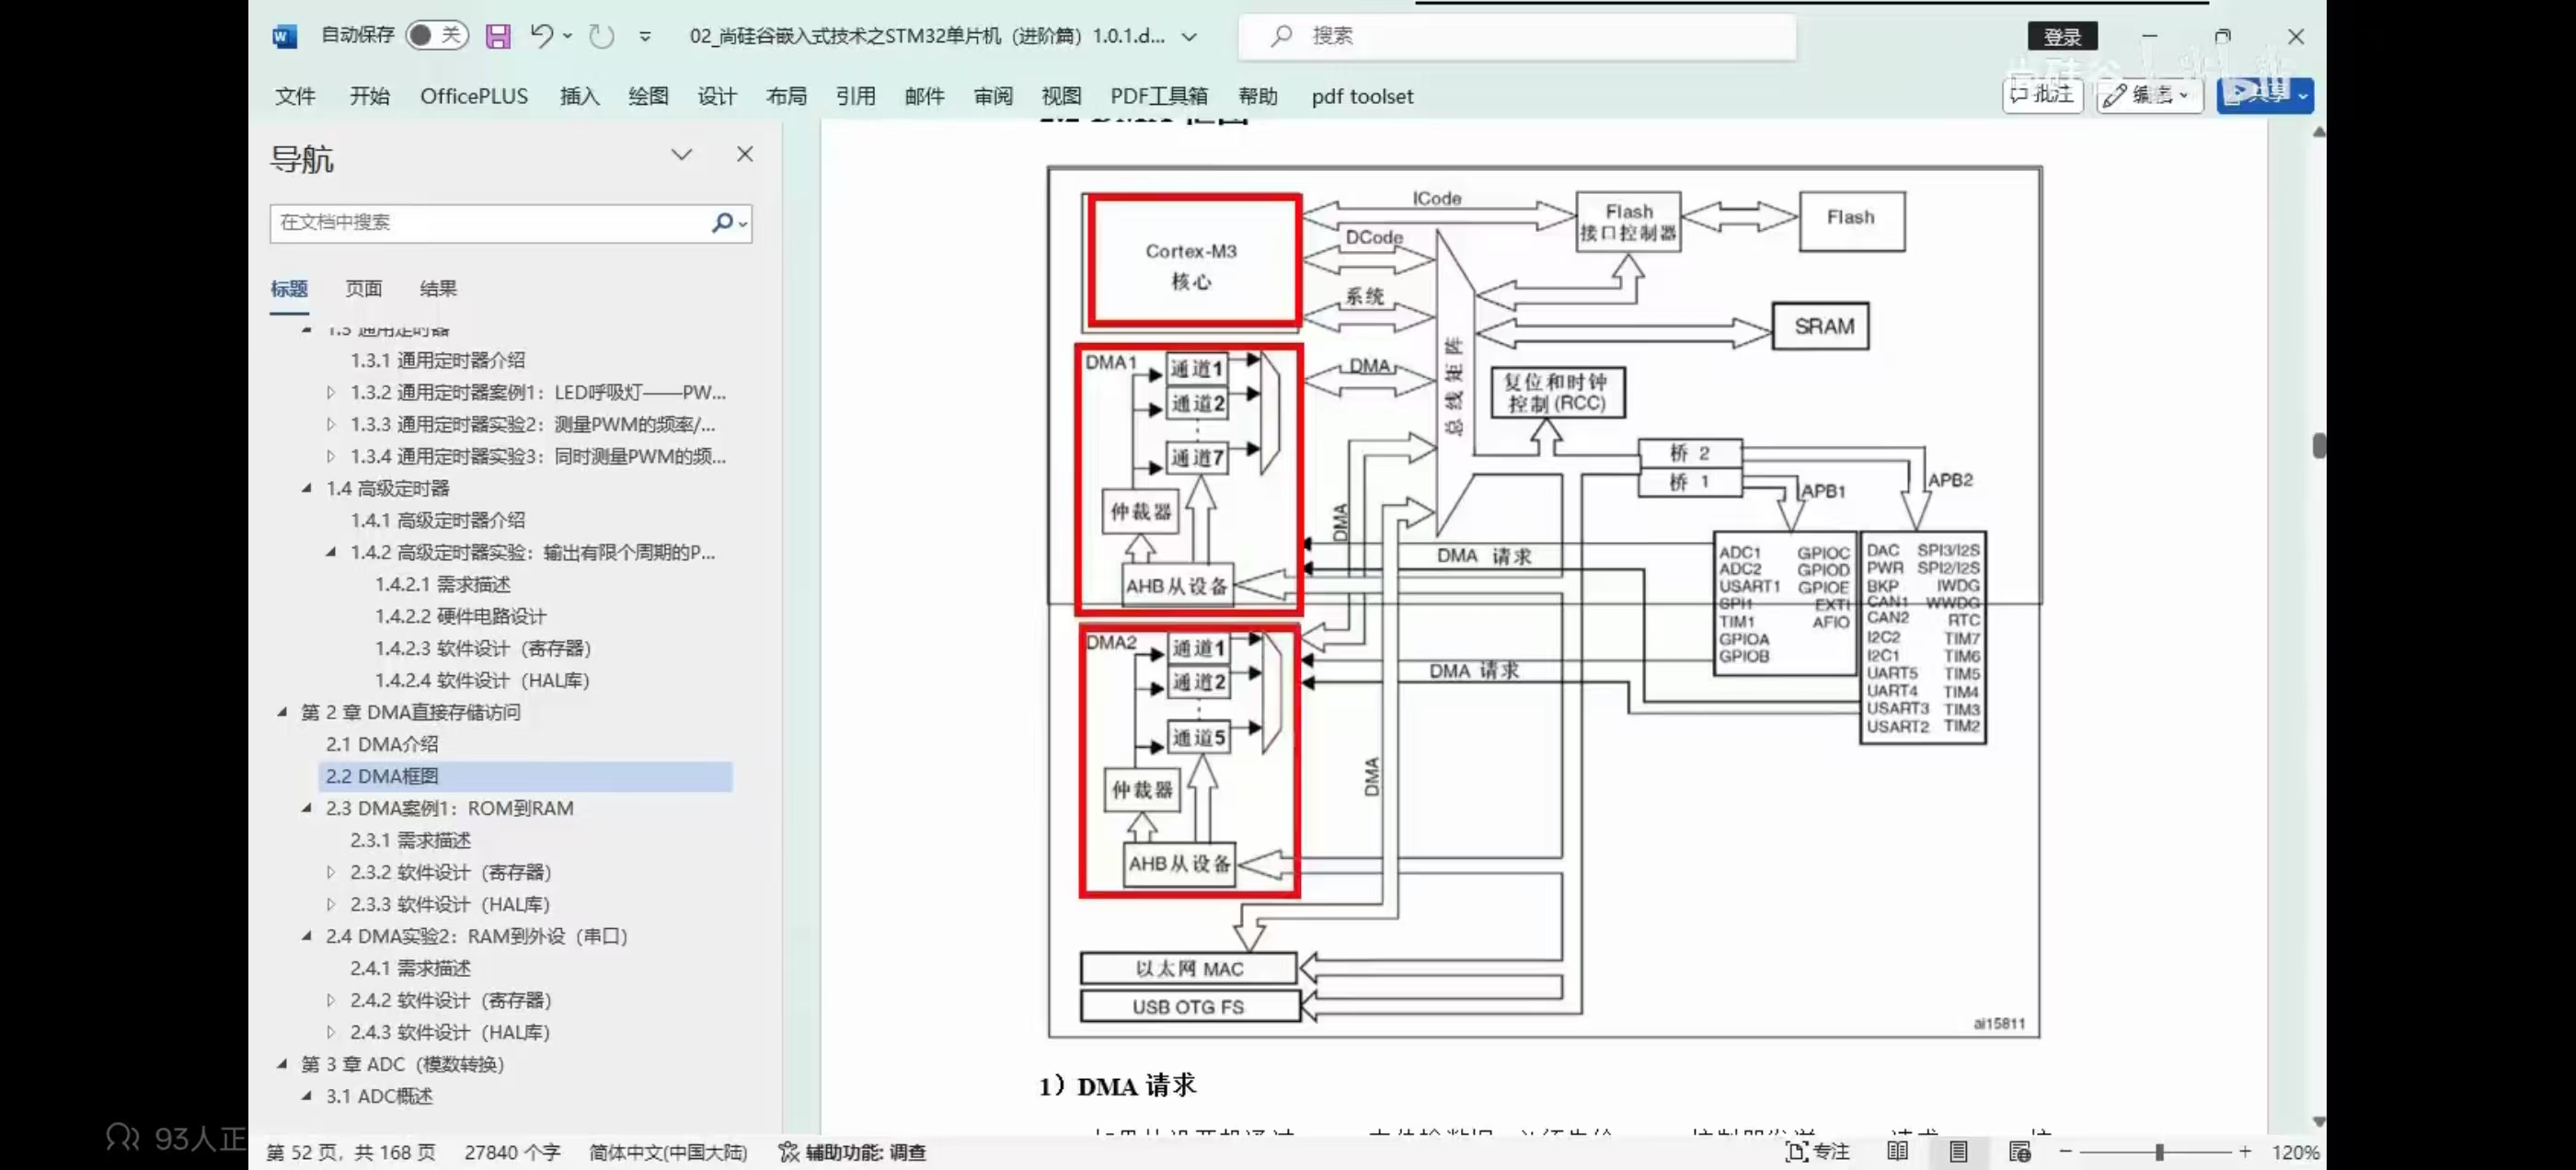 自动保存 关 02_尚硅谷嵌入式技术之STM32单片机（进阶篇）1.0.1.d... 搜索 登录
文件 开始 OfficePLUS 插入 绘图 设计 布局 引用 邮件 审阅 视图 PDF工具箱 帮助 pdf toolset 批注 编辑 共享
尚硅谷
导航
在文档中搜索
标题 页面 结果
1.3 通用定时器
1.3.1 通用定时器介绍
1.3.2 通用定时器案例1：LED呼吸灯——PW...
1.3.3 通用定时器实验2：测量PWM的频率/...
1.3.4 通用定时器实验3：同时测量PWM的频...
1.4 高级定时器
1.4.1 高级定时器介绍
1.4.2 高级定时器实验：输出有限个周期的P...
1.4.2.1 需求描述
1.4.2.2 硬件电路设计
1.4.2.3 软件设计（寄存器）
1.4.2.4 软件设计（HAL库）
第 2 章 DMA直接存储访问
2.1 DMA介绍
2.2 DMA框图
2.3 DMA案例1：ROM到RAM
2.3.1 需求描述
2.3.2 软件设计（寄存器）
2.3.3 软件设计（HAL库）
2.4 DMA实验2：RAM到外设（串口）
2.4.1 需求描述
2.4.2 软件设计（寄存器）
2.4.3 软件设计（HAL库）
第 3 章 ADC（模数转换）
3.1 ADC概述
Cortex-M3
核心
ICode
DCode
系统
DMA
总线矩阵
Flash
接口控制器
Flash
SRAM
复位和时钟
控制(RCC)
桥 2
桥 1
APB1
APB2
DMA1
通道1
通道2
通道7
仲裁器
AHB从设备
DMA
DMA 请求
DMA2
通道1
通道2
通道5
仲裁器
AHB从设备
DMA 请求
DMA
ADC1 GPIOC
ADC2 GPIOD
USART1 GPIOE
SPI1 EXTI
TIM1 AFIO
GPIOA
GPIOB
DAC SPI3/I2S
PWR SPI2/I2S
BKP IWDG
CAN1 WWDG
CAN2 RTC
I2C2 TIM7
I2C1 TIM6
UART5 TIM5
UART4 TIM4
USART3 TIM3
USART2 TIM2
以太网 MAC
USB OTG FS
ai15811
1）DMA 请求
93人正
第 52 页，共 168 页 27840 个字 简体中文(中国大陆) 辅助功能: 调查 专注 120%